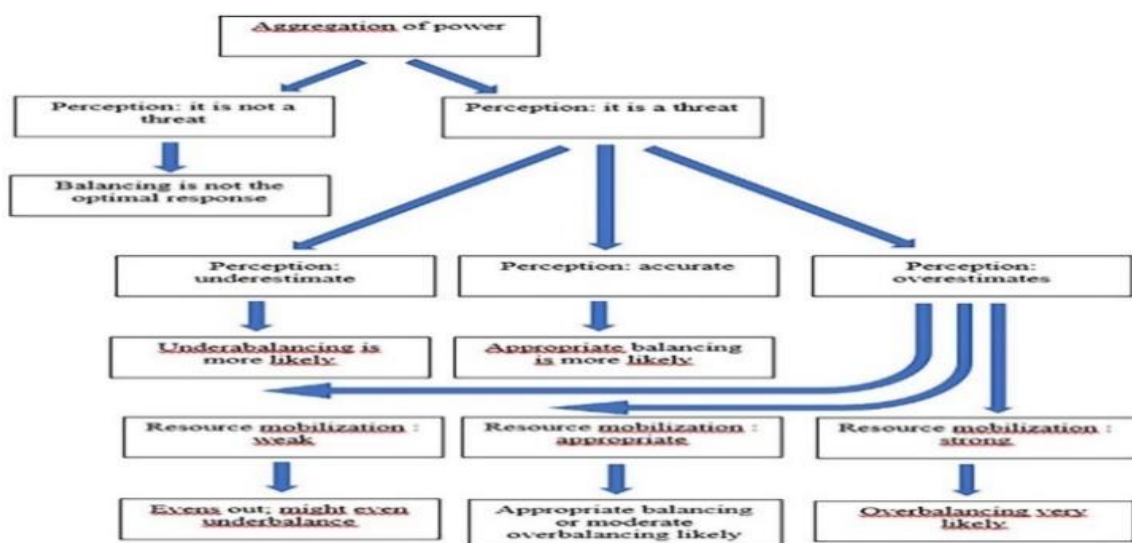 Aggregation of power
Perception: it is not a
threat
Perception: it is a threat
Balancing is not the
optimal response
Perception:
underestimate
Perception: accurate
Perception:
overestimates
Underabalancing is
more likely
Appropriate balancing
is more likely
Resource mobilization :
weak
Resource mobilization :
appropriate
Resource mobilization :
strong
Evens out; might even
underbalance
Appropriate balancing
or moderate
overbalancing likely
Overbalancing very
likely